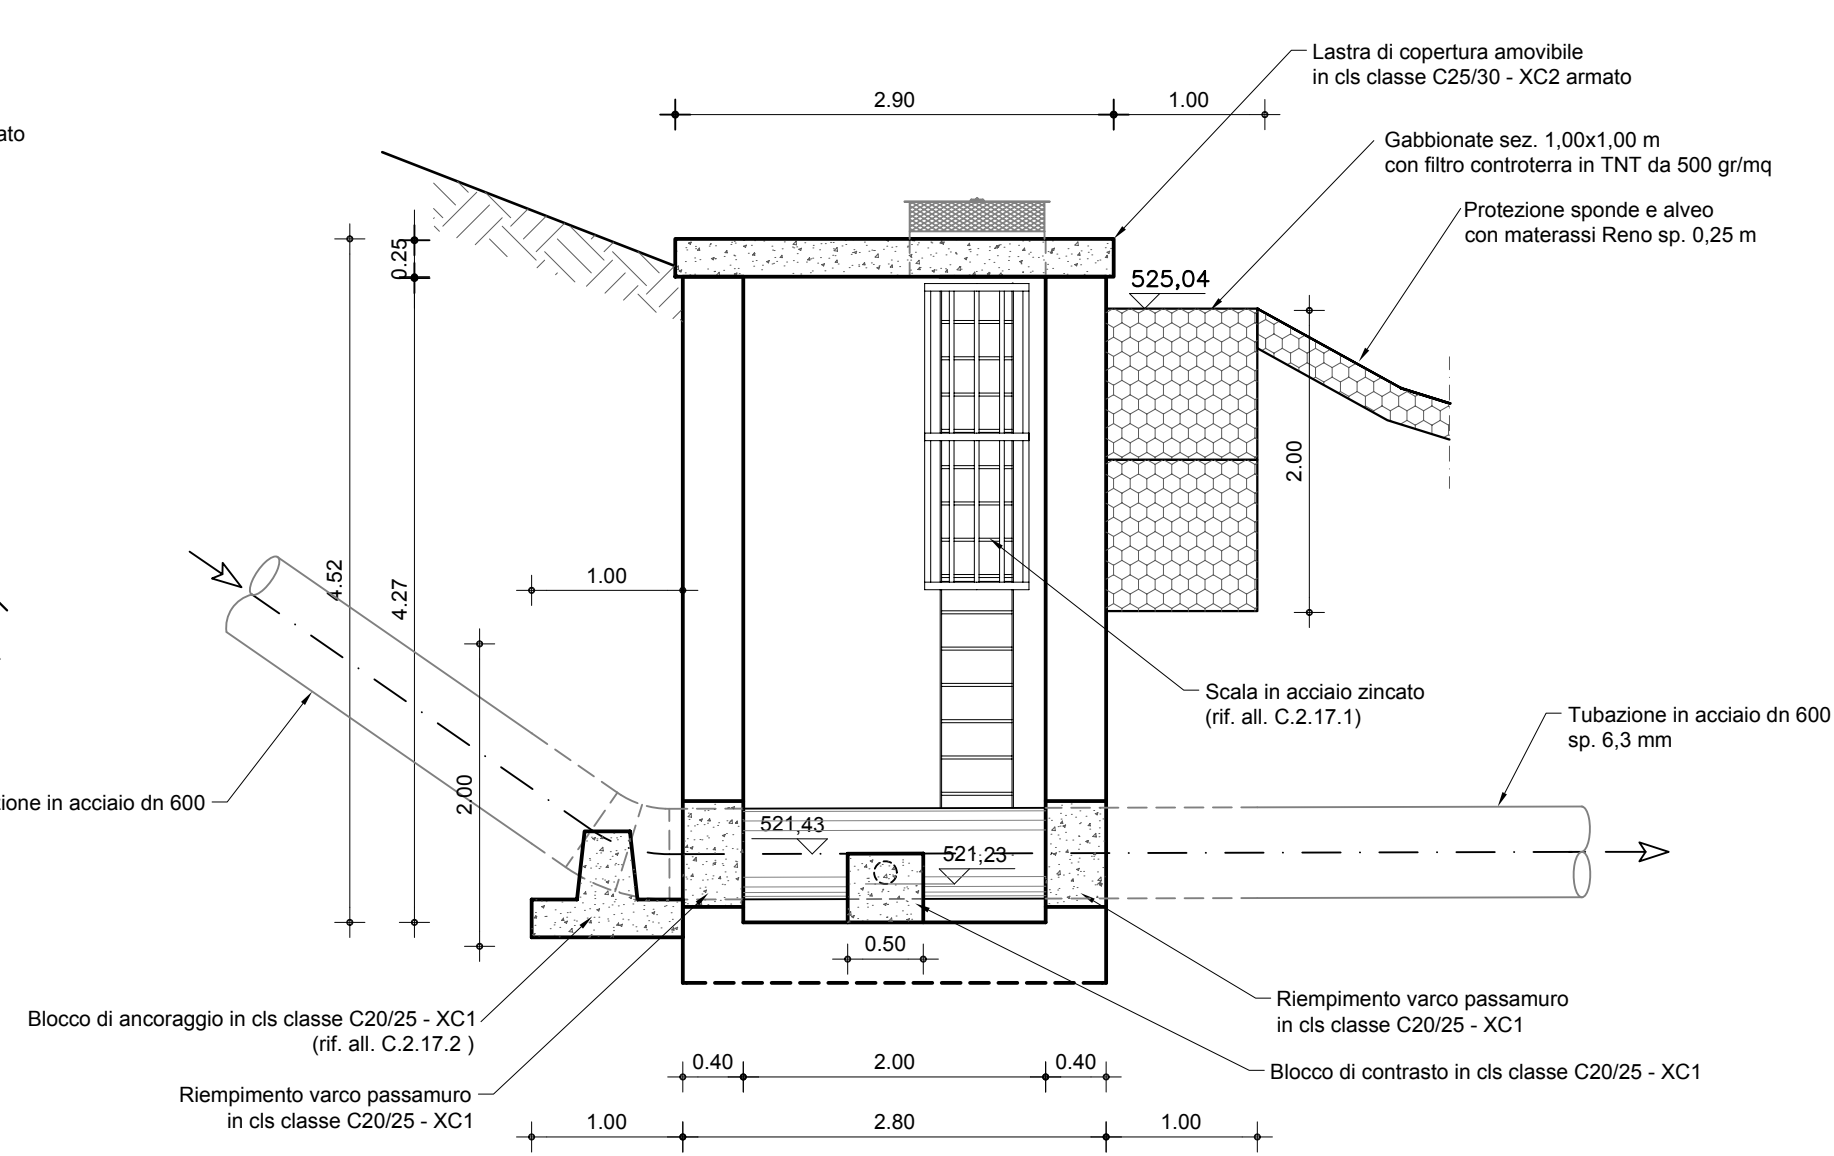 Lastra di copertura amovibile
in cls classe C25/30 - XC2 armato
2.90
1.00
ato
Gabbionate sez. 1,00x1,00 m
con filtro controterra in TNT da 500 gr/mq
Protezione sponde e alveo
con materassi Reno sp. 0,25 m
0.25
525,04
2.00
4.52
4.27
1.00
Scala in acciaio zincato
(rif. all. C.2.17.1)
Tubazione in acciaio dn 600
sp. 6,3 mm
2.00
zione in acciaio dn 600
521,43
521,23
0.50
Blocco di ancoraggio in cls classe C20/25 - XC1
(rif. all. C.2.17.2 )
Riempimento varco passamuro
in cls classe C20/25 - XC1
Riempimento varco passamuro
in cls classe C20/25 - XC1
Blocco di contrasto in cls classe C20/25 - XC1
0.40
2.00
0.40
1.00
2.80
1.00